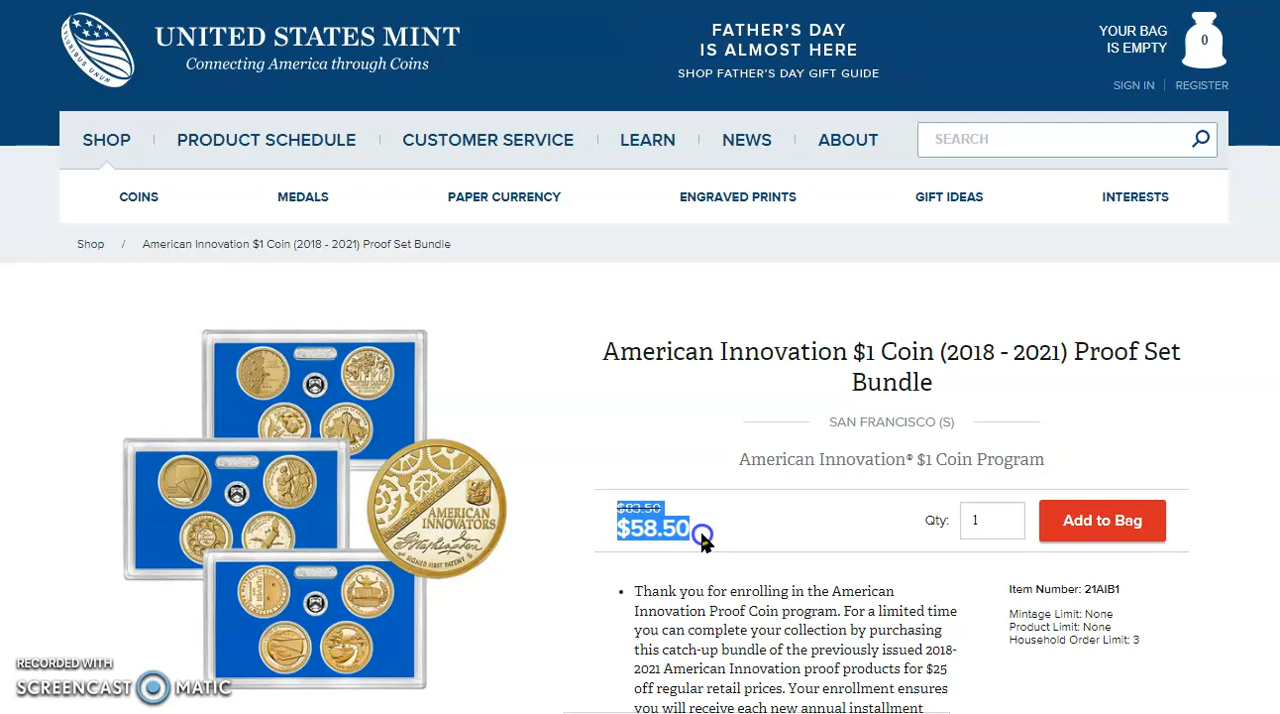 UNITED STATES MINT
Connecting America through Coins
FATHER'S DAY
IS ALMOST HERE
SHOP FATHER'S DAY GIFT GUIDE
YOUR BAG
IS EMPTY
0
SIGN IN
REGISTER
SHOP
PRODUCT SCHEDULE
CUSTOMER SERVICE
LEARN
NEWS
ABOUT
SEARCH
COINS
MEDALS
PAPER CURRENCY
ENGRAVED PRINTS
GIFT IDEAS
INTERESTS
Shop / American Innovation $1 Coin (2018 - 2021) Proof Set Bundle
American Innovation $1 Coin (2018 - 2021) Proof Set
Bundle
SAN FRANCISCO (S)
American Innovation® $1 Coin Program
$83.50
$58.50
Qty: 1
Add to Bag
AMERICAN
INNOVATORS
SIGNED FIRST PATENT
• Thank you for enrolling in the American
Innovation Proof Coin program. For a limited time
you can complete your collection by purchasing
this catch-up bundle of the previously issued 2018-
2021 American Innovation proof products for $25
off regular retail prices. Your enrollment ensures
you will receive each new annual installment
Item Number: 21AIB1
Mintage Limit: None
Product Limit: None
Household Order Limit: 3
RECORDED WITH
SCREENCAST MATIC